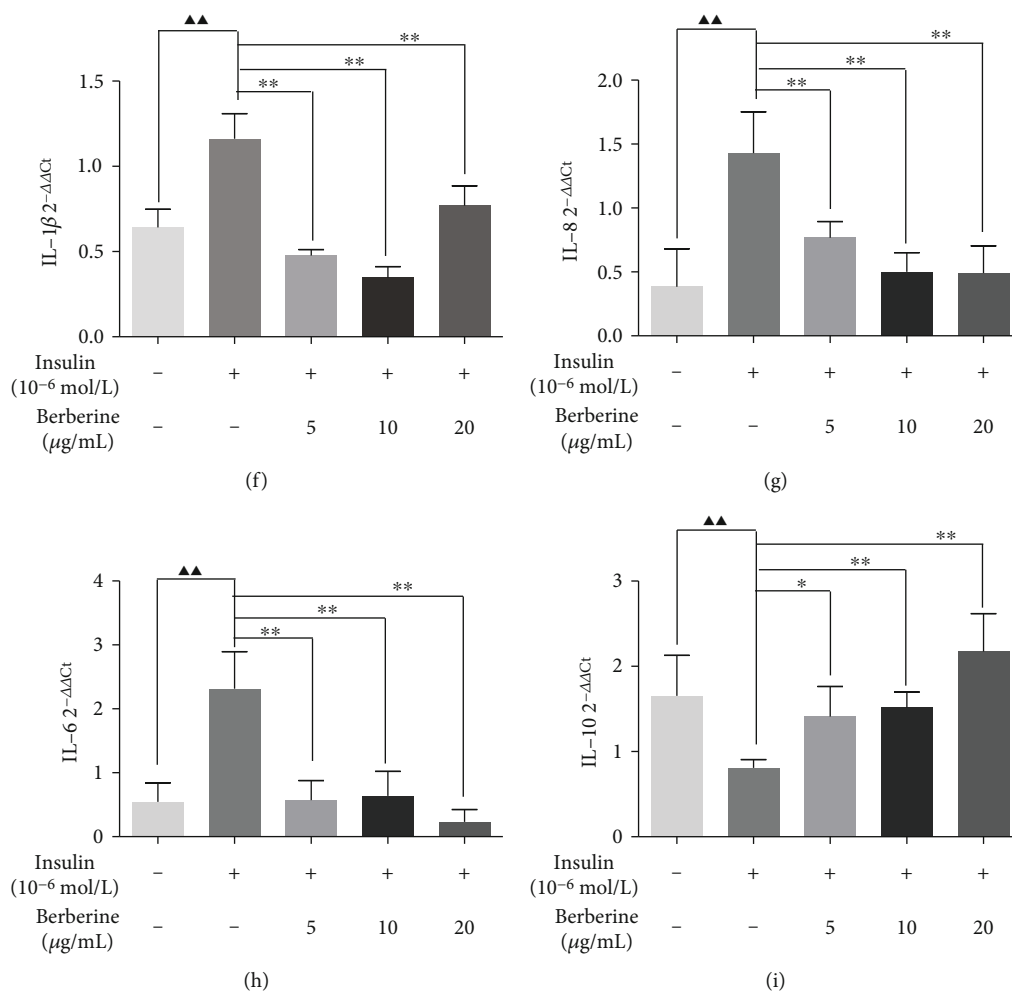 ▲▲
**
**
**
1.5
1.0
0.5
0.0
IL–1β 2⁻ΔΔCt
Insulin
(10⁻⁶ mol/L)
– + + + +
Berberine
(μg/mL)
– – 5 10 20
(f)
▲▲
**
**
**
2.0
1.5
1.0
0.5
0.0
IL–8 2⁻ΔΔCt
Insulin
(10⁻⁶ mol/L)
– + + + +
Berberine
(μg/mL)
– – 5 10 20
(g)
▲▲
**
**
**
4
3
2
1
0
IL–6 2⁻ΔΔCt
Insulin
(10⁻⁶ mol/L)
– + + + +
Berberine
(μg/mL)
– – 5 10 20
(h)
▲▲
**
**
*
3
2
1
0
IL–10 2⁻ΔΔCt
Insulin
(10⁻⁶ mol/L)
– + + + +
Berberine
(μg/mL)
– – 5 10 20
(i)